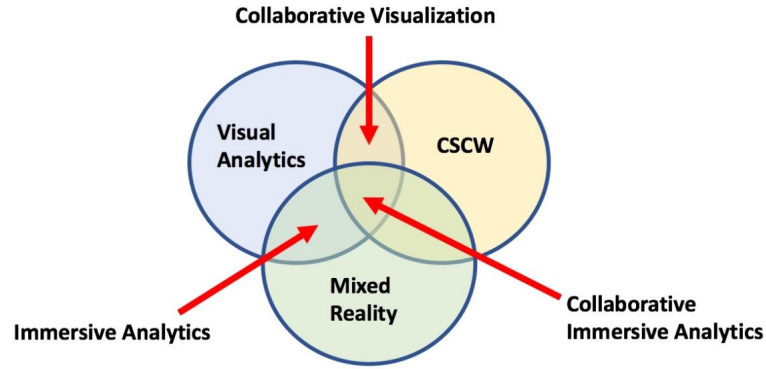 Collaborative Visualization
Visual
Analytics
CSCW
Mixed
Reality
Immersive Analytics
Collaborative
Immersive Analytics